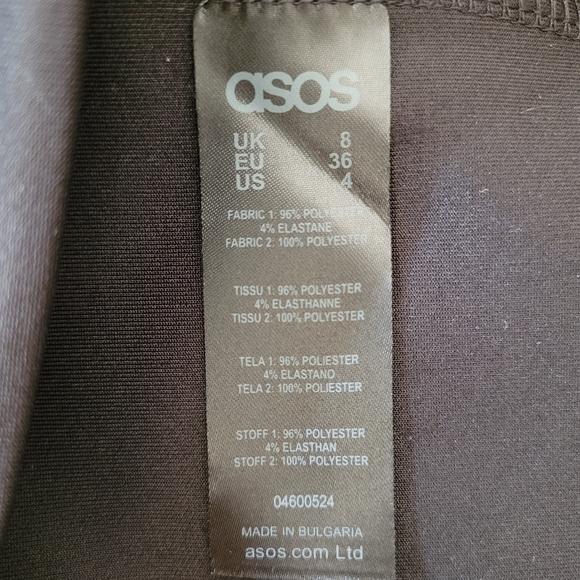 asos
UK 8
EU 36
US 4
FABRIC 1: 96% POLYESTER
4% ELASTANE
FABRIC 2: 100% POLYESTER
TISSU 1: 96% POLYESTER
4% ELASTHANNE
TISSU 2: 100% POLYESTER
TELA 1: 96% POLIESTER
4% ELASTANO
TELA 2: 100% POLIESTER
STOFF 1: 96% POLYESTER
4% ELASTHAN
STOFF 2: 100% POLYESTER
04600524
MADE IN BULGARIA
asos.com Ltd